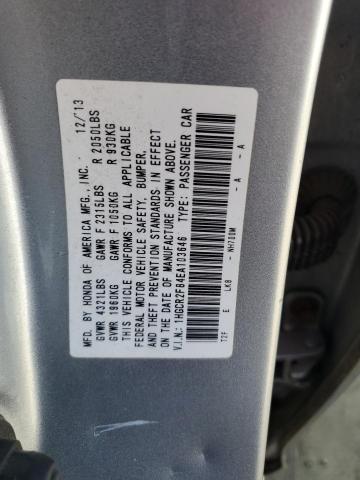 MFD. BY HONDA OF AMERICA MFG., INC. 12/13
GVWR 4321LBS GAWR F 2315LBS R 2050LBS
GVWR 1960KG GAWR F 1050KG R 930KG
THIS VEHICLE CONFORMS TO ALL APPLICABLE
FEDERAL MOTOR VEHICLE SAFETY, BUMPER,
AND THEFT PREVENTION STANDARDS IN EFFECT
ON THE DATE OF MANUFACTURE SHOWN ABOVE.
V.I.N.: 1HGCR2F84EA103646 TYPE: PASSENGER CAR
T2F E LK8 - NH700M - A - A